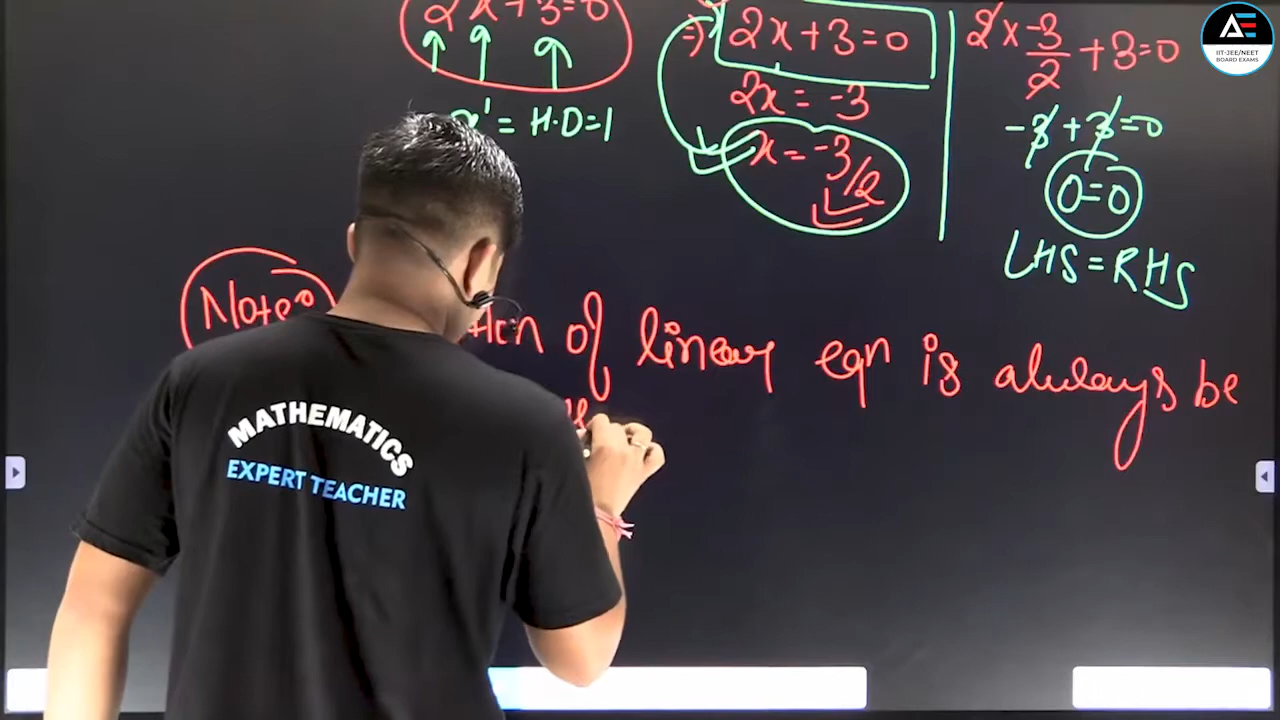 2x+3=0
x' = H.D=1
=) 2x+3=0
2x = -3
x = -3/2
2 x -3/2 + 3=0
-3 + 3=0
0=0
LHS = RHS
Note:
of linear eqn is always be
MATHEMATICS
EXPERT TEACHER
AE
IIT-JEE/NEET
BOARD EXAMS